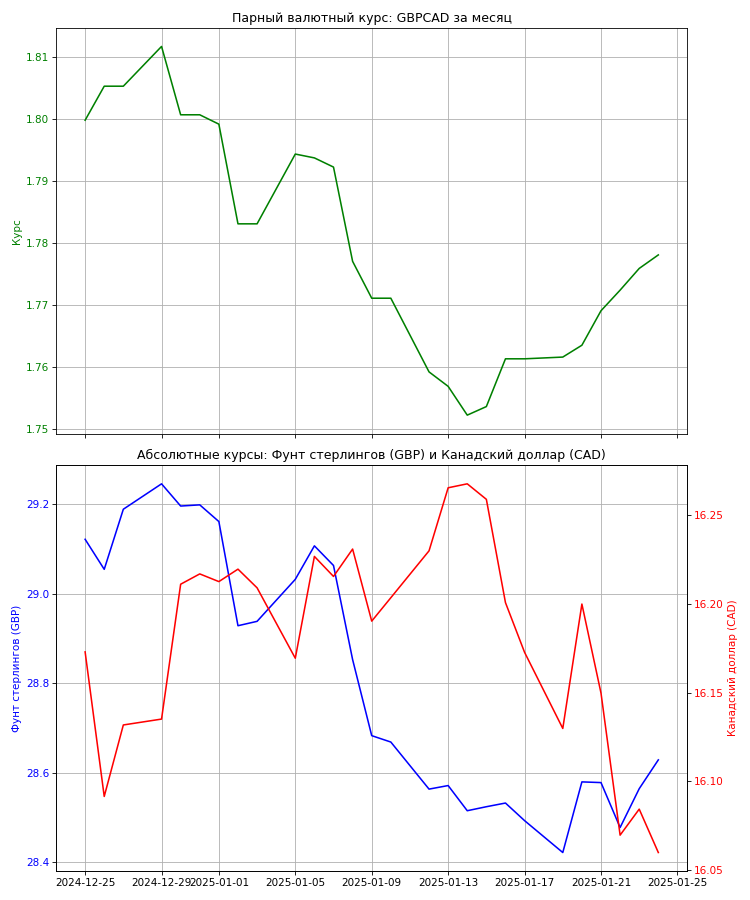 Парный валютный курс: GBPCAD за месяц
Курс
1.81
1.80
1.79
1.78
1.77
1.76
1.75
Абсолютные курсы: Фунт стерлингов (GBP) и Канадский доллар (CAD)
Фунт стерлингов (GBP)
29.2
29.0
28.8
28.6
28.4
16.25
16.20
16.15
16.10
16.05
Канадский доллар (CAD)
2024-12-25 2024-12-29 2025-01-01 2025-01-05 2025-01-09 2025-01-13 2025-01-17 2025-01-21 2025-01-25